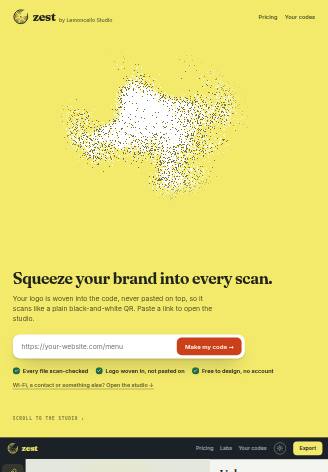 zest by Lemoncello Studio Pricing Your codes
Squeeze your brand into every scan.
Your logo is woven into the code, never pasted on top, so it
scans like a plain black-and-white QR. Paste a link to open the
studio.
https://your-website.com/menu Make my code →
Every file scan-checked Logo woven in, not pasted on Free to design, no account
Wi-Fi, a contact or something else? Open the studio ↓
SCROLL TO THE STUDIO ↓
zest Pricing Labs Your codes Export